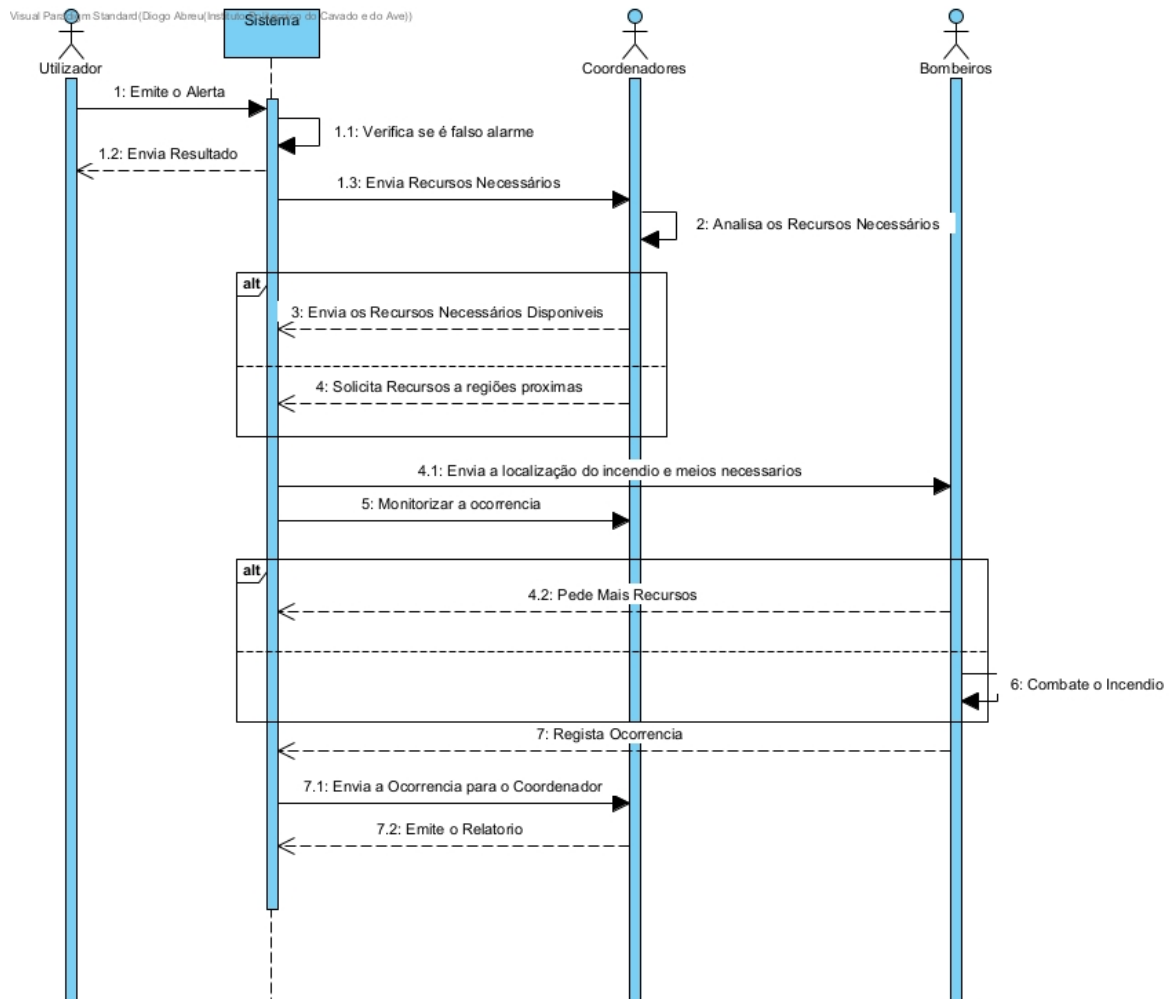 Visual Paradigm Standard(Diogo Abreu(Instituto Politécnico do Cavado e do Ave))
Sistema
Utilizador
Coordenadores
Bombeiros
1: Emite o Alerta
1.1: Verifica se é falso alarme
1.2: Envia Resultado
1.3: Envia Recursos Necessários
2: Analisa os Recursos Necessários
alt
3: Envia os Recursos Necessários Disponiveis
4: Solicita Recursos a regiões proximas
4.1: Envia a localização do incendio e meios necessarios
5: Monitorizar a ocorrencia
alt
4.2: Pede Mais Recursos
6: Combate o Incendio
7: Regista Ocorrencia
7.1: Envia a Ocorrencia para o Coordenador
7.2: Emite o Relatorio